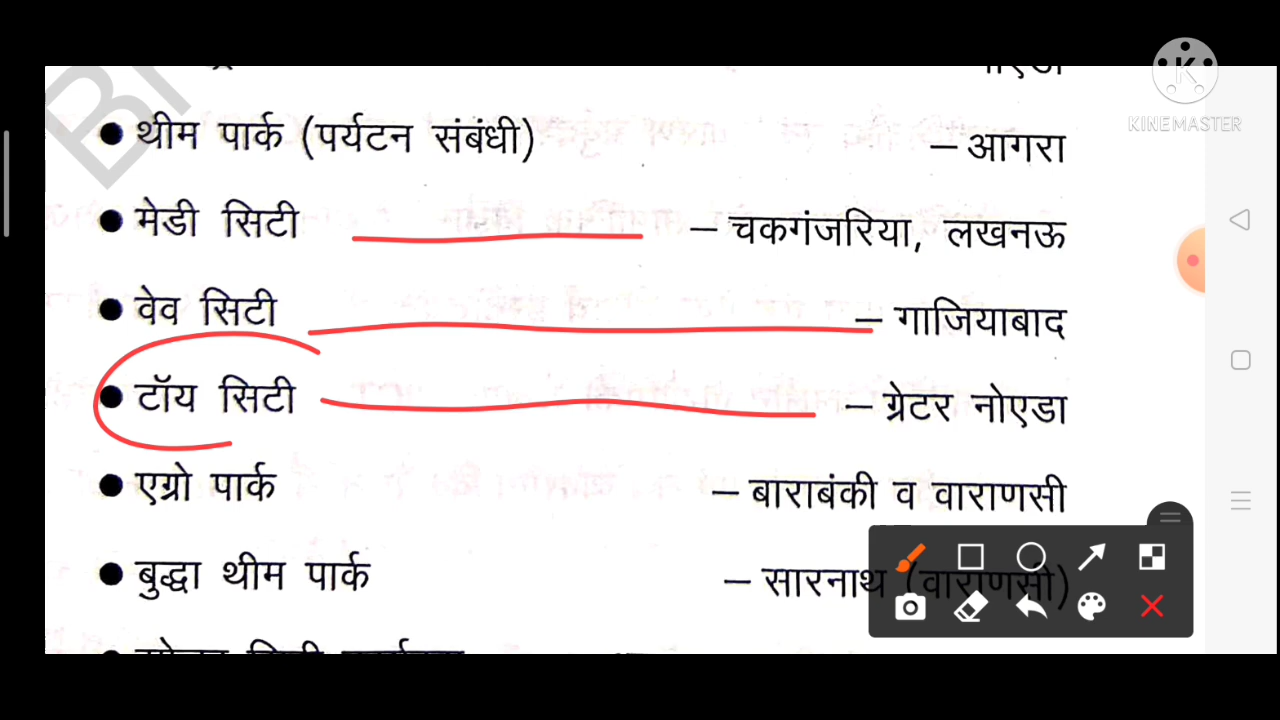 KINEMASTER
● थीम पार्क (पर्यटन संबंधी) – आगरा
● मेडी सिटी – चकगंजरिया, लखनऊ
● वेव सिटी – गाजियाबाद
● टॉय सिटी – ग्रेटर नोएडा
● एग्रो पार्क – बाराबंकी व वाराणसी
● बुद्धा थीम पार्क – सारनाथ (वाराणसी)